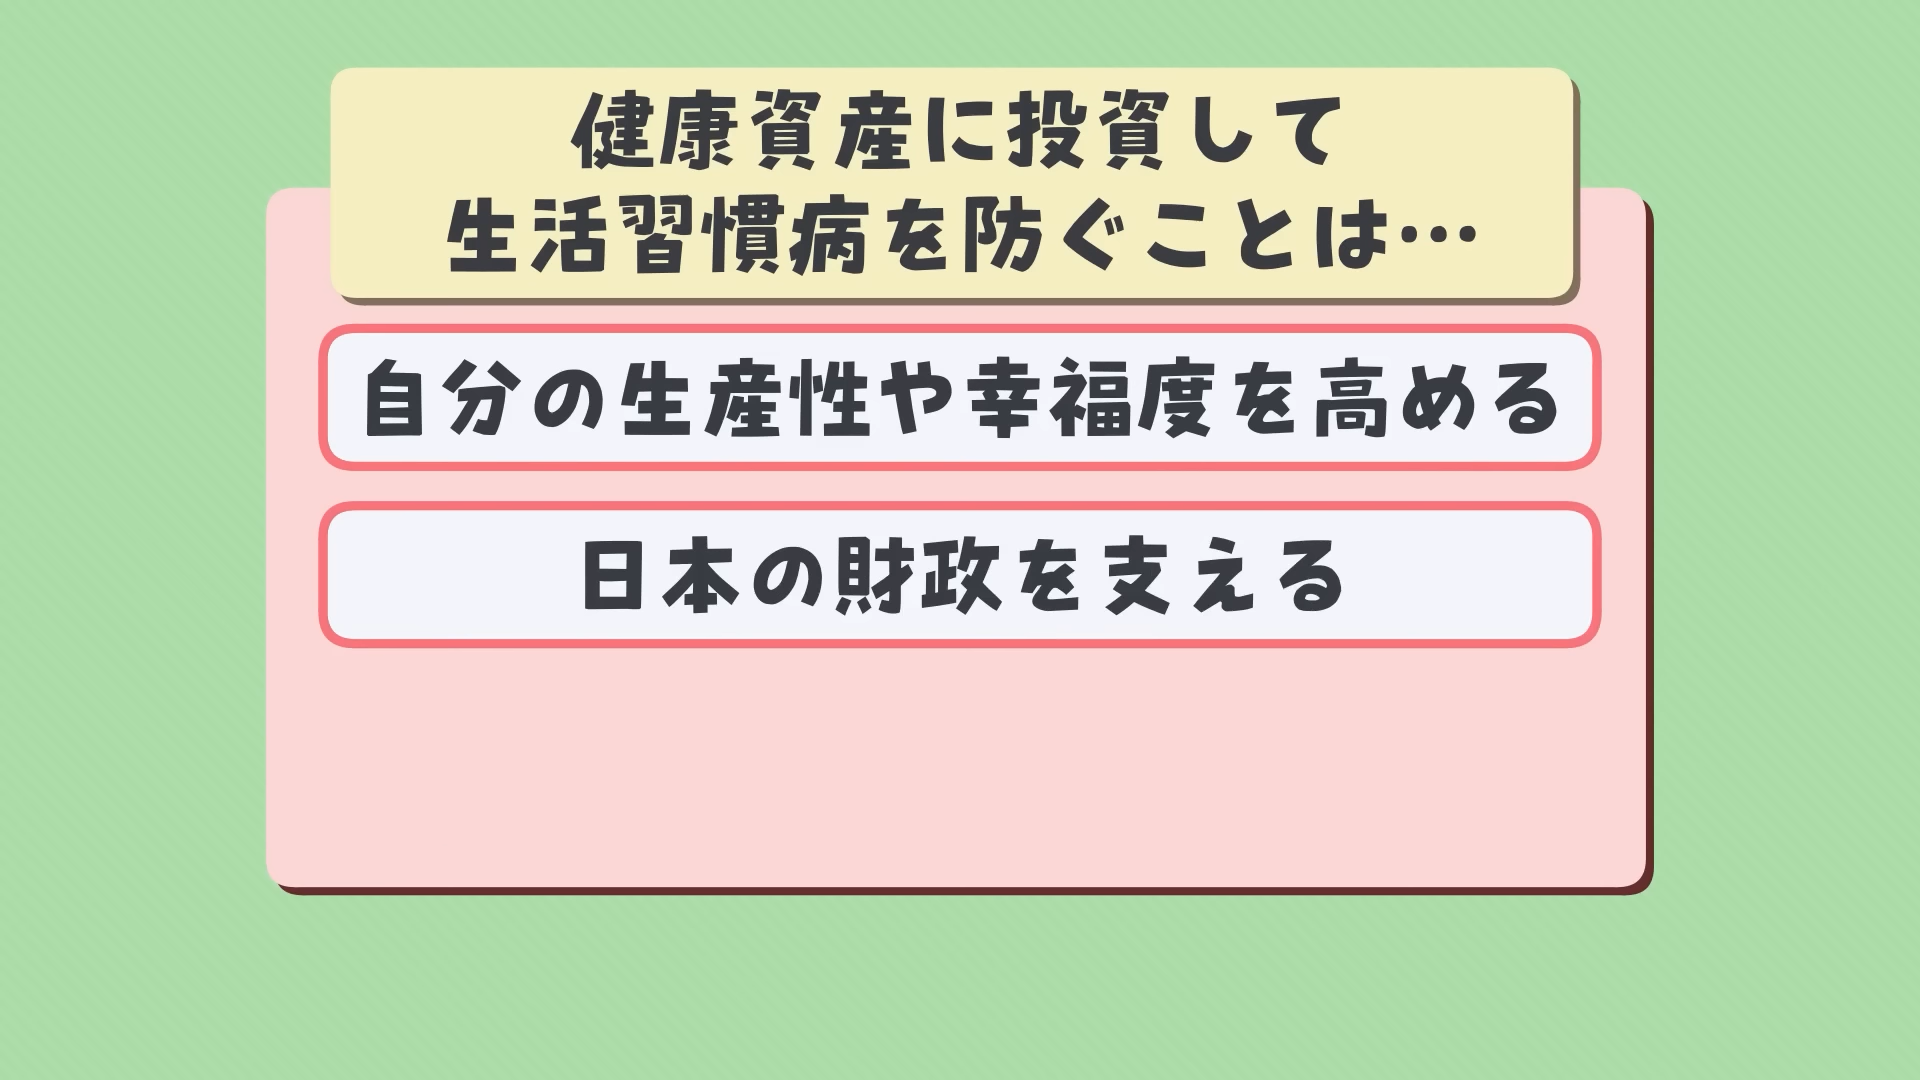 健康資産に投資して
生活習慣病を防ぐことは…
自分の生産性や幸福度を高める
日本の財政を支える